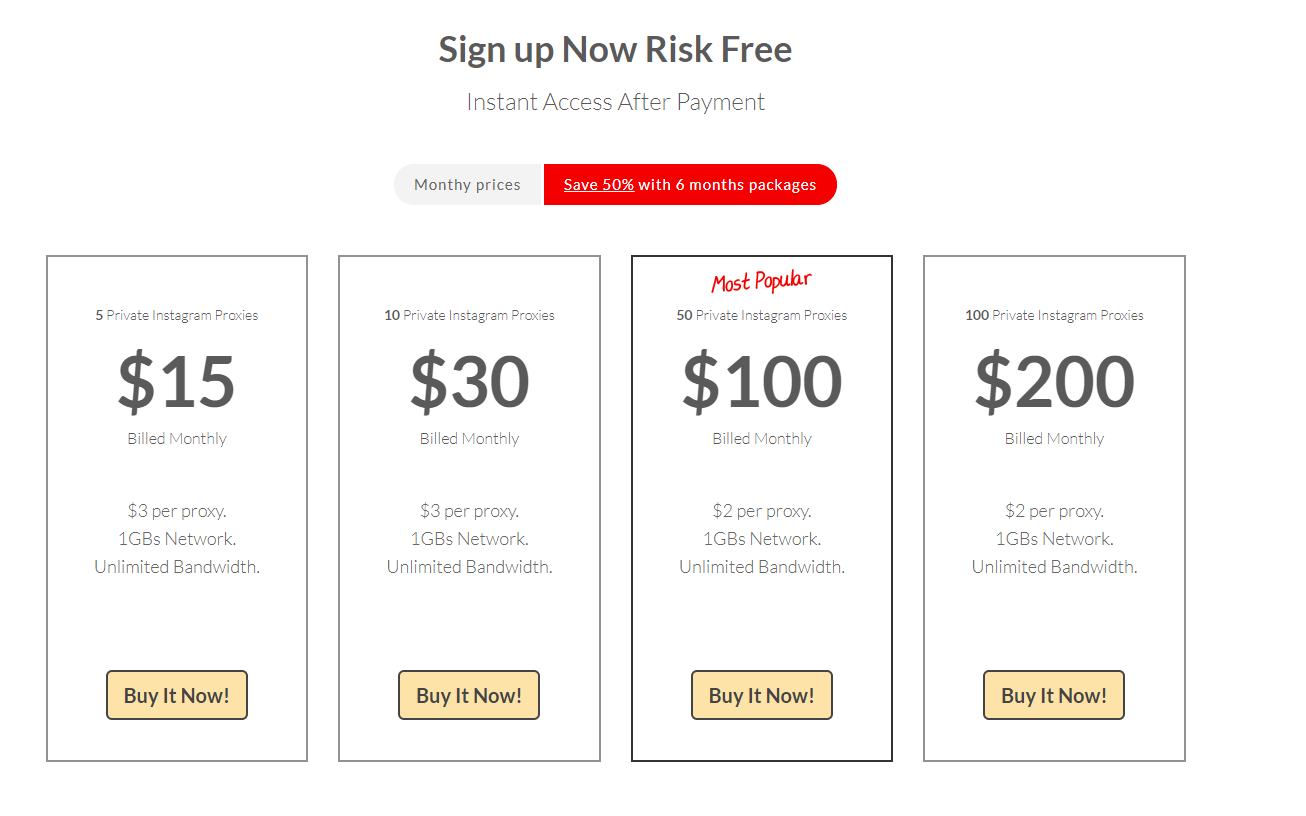 Sign up Now Risk Free
Instant Access After Payment
Monthy prices
Save 50% with 6 months packages
5 Private Instagram Proxies
$15
Billed Monthly
$3 per proxy.
1GBs Network.
Unlimited Bandwidth.
Buy It Now!
10 Private Instagram Proxies
$30
Billed Monthly
$3 per proxy.
1GBs Network.
Unlimited Bandwidth.
Buy It Now!
Most Popular
50 Private Instagram Proxies
$100
Billed Monthly
$2 per proxy.
1GBs Network.
Unlimited Bandwidth.
Buy It Now!
100 Private Instagram Proxies
$200
Billed Monthly
$2 per proxy.
1GBs Network.
Unlimited Bandwidth.
Buy It Now!